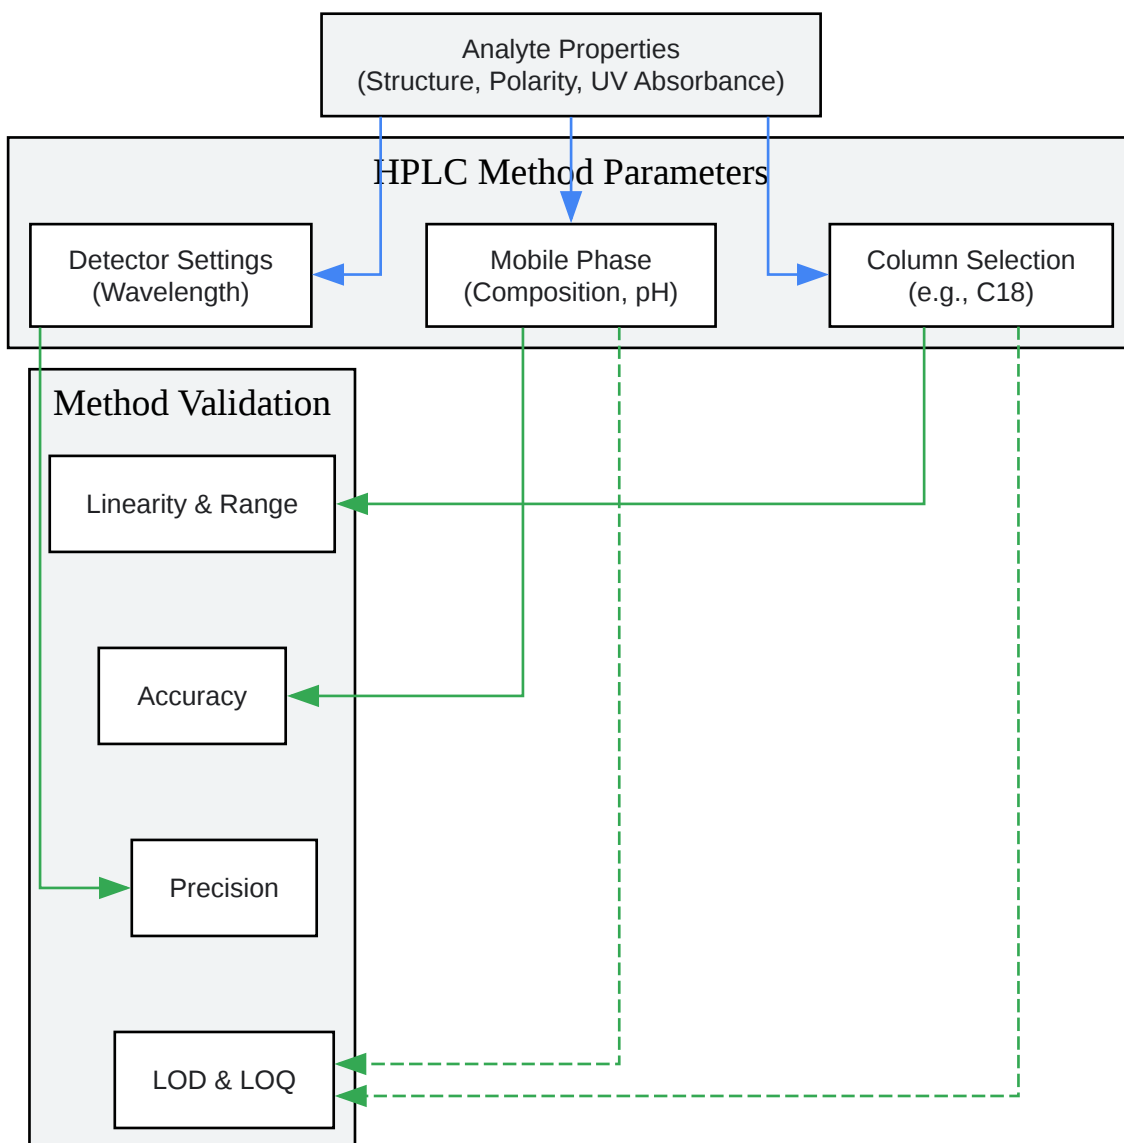 Analyte Properties
(Structure, Polarity, UV Absorbance)
HPLC Method Parameters
Detector Settings
(Wavelength)
Mobile Phase
(Composition, pH)
Column Selection
(e.g., C18)
Method Validation
Linearity & Range
Accuracy
Precision
LOD & LOQ